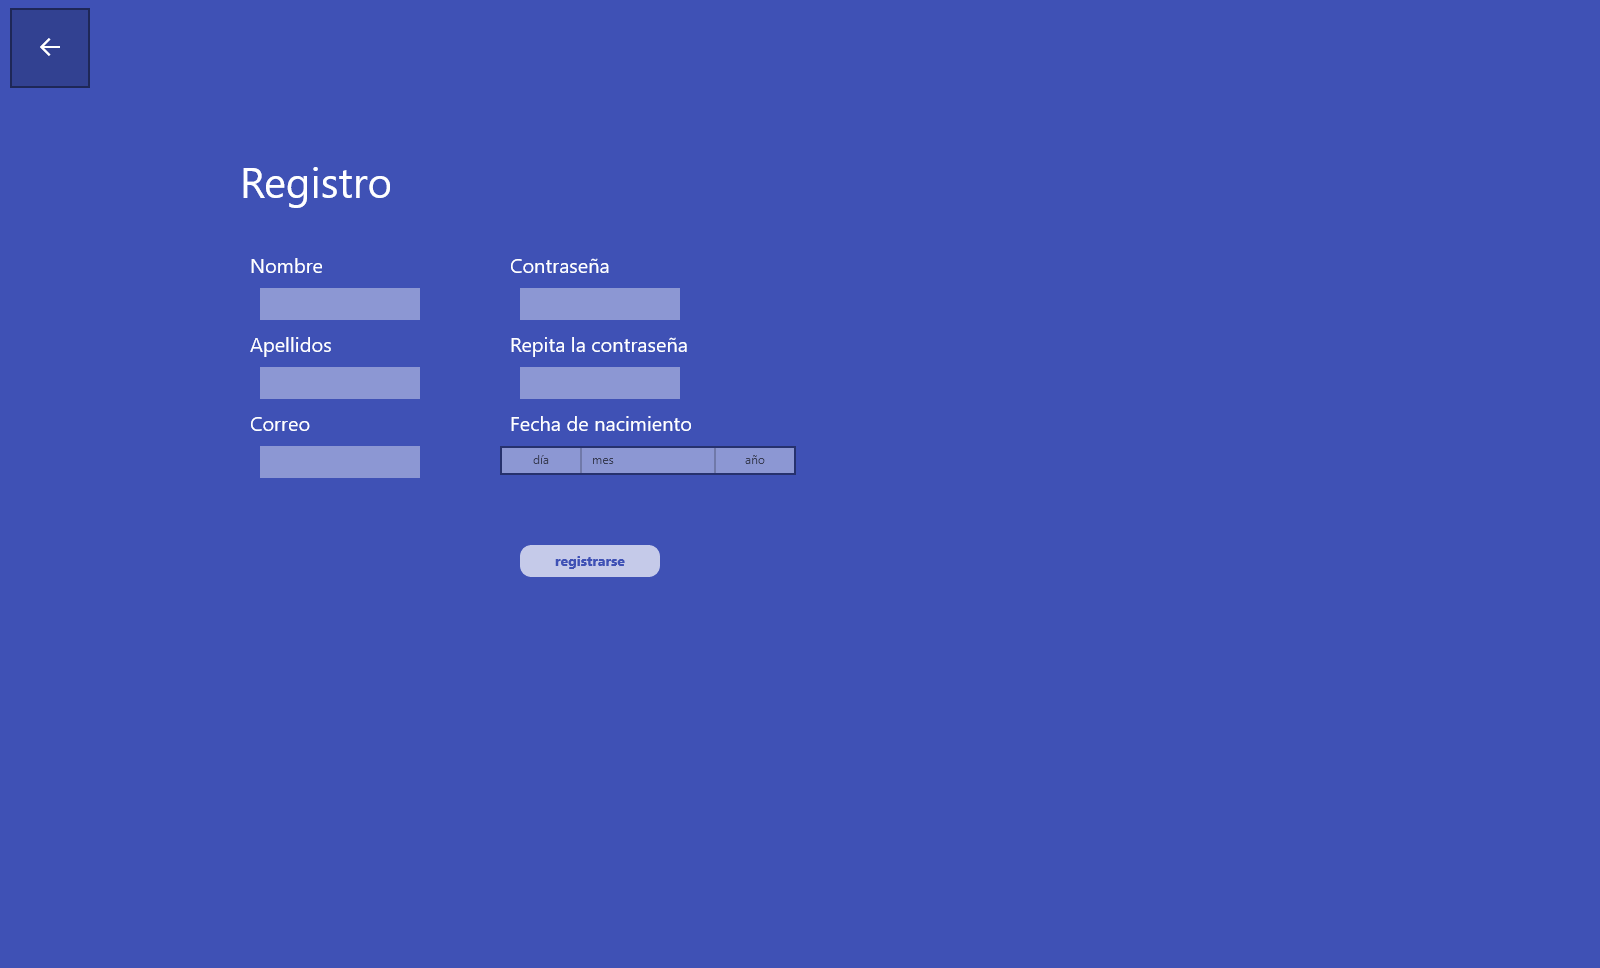 Registro
Nombre
Contraseña
Apellidos
Repita la contraseña
Correo
Fecha de nacimiento
día mes año
registrarse